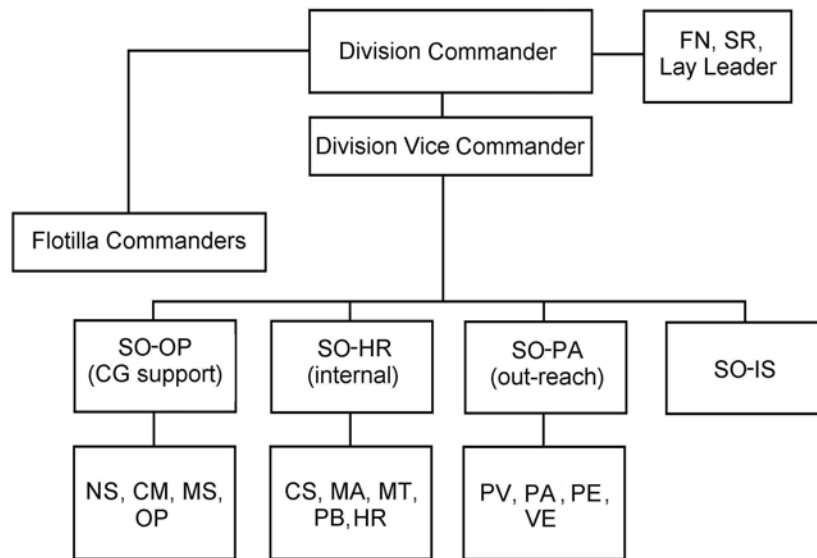 Division Commander
FN, SR,
Lay Leader
Division Vice Commander
Flotilla Commanders
SO-OP
(CG support)
SO-HR
(internal)
SO-PA
(out-reach)
SO-IS
NS, CM, MS,
OP
CS, MA, MT,
PB,HR
PV, PA, PE,
VE